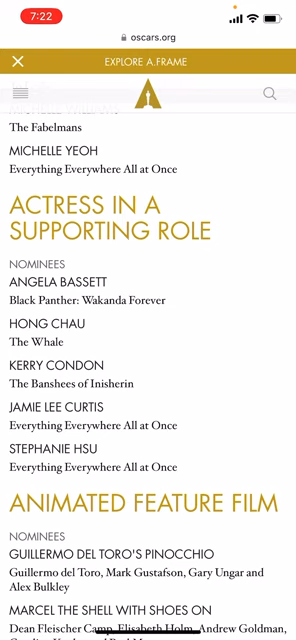 7:22
oscars.org
EXPLORE A.FRAME
The Fabelmans
MICHELLE YEOH
Everything Everywhere All at Once
ACTRESS IN A
SUPPORTING ROLE
NOMINEES
ANGELA BASSETT
Black Panther: Wakanda Forever
HONG CHAU
The Whale
KERRY CONDON
The Banshees of Inisherin
JAMIE LEE CURTIS
Everything Everywhere All at Once
STEPHANIE HSU
Everything Everywhere All at Once
ANIMATED FEATURE FILM
NOMINEES
GUILLERMO DEL TORO'S PINOCCHIO
Guillermo del Toro, Mark Gustafson, Gary Ungar and
Alex Bulkley
MARCEL THE SHELL WITH SHOES ON
Dean Fleischer Camp, Elisabeth Holm, Andrew Goldman,